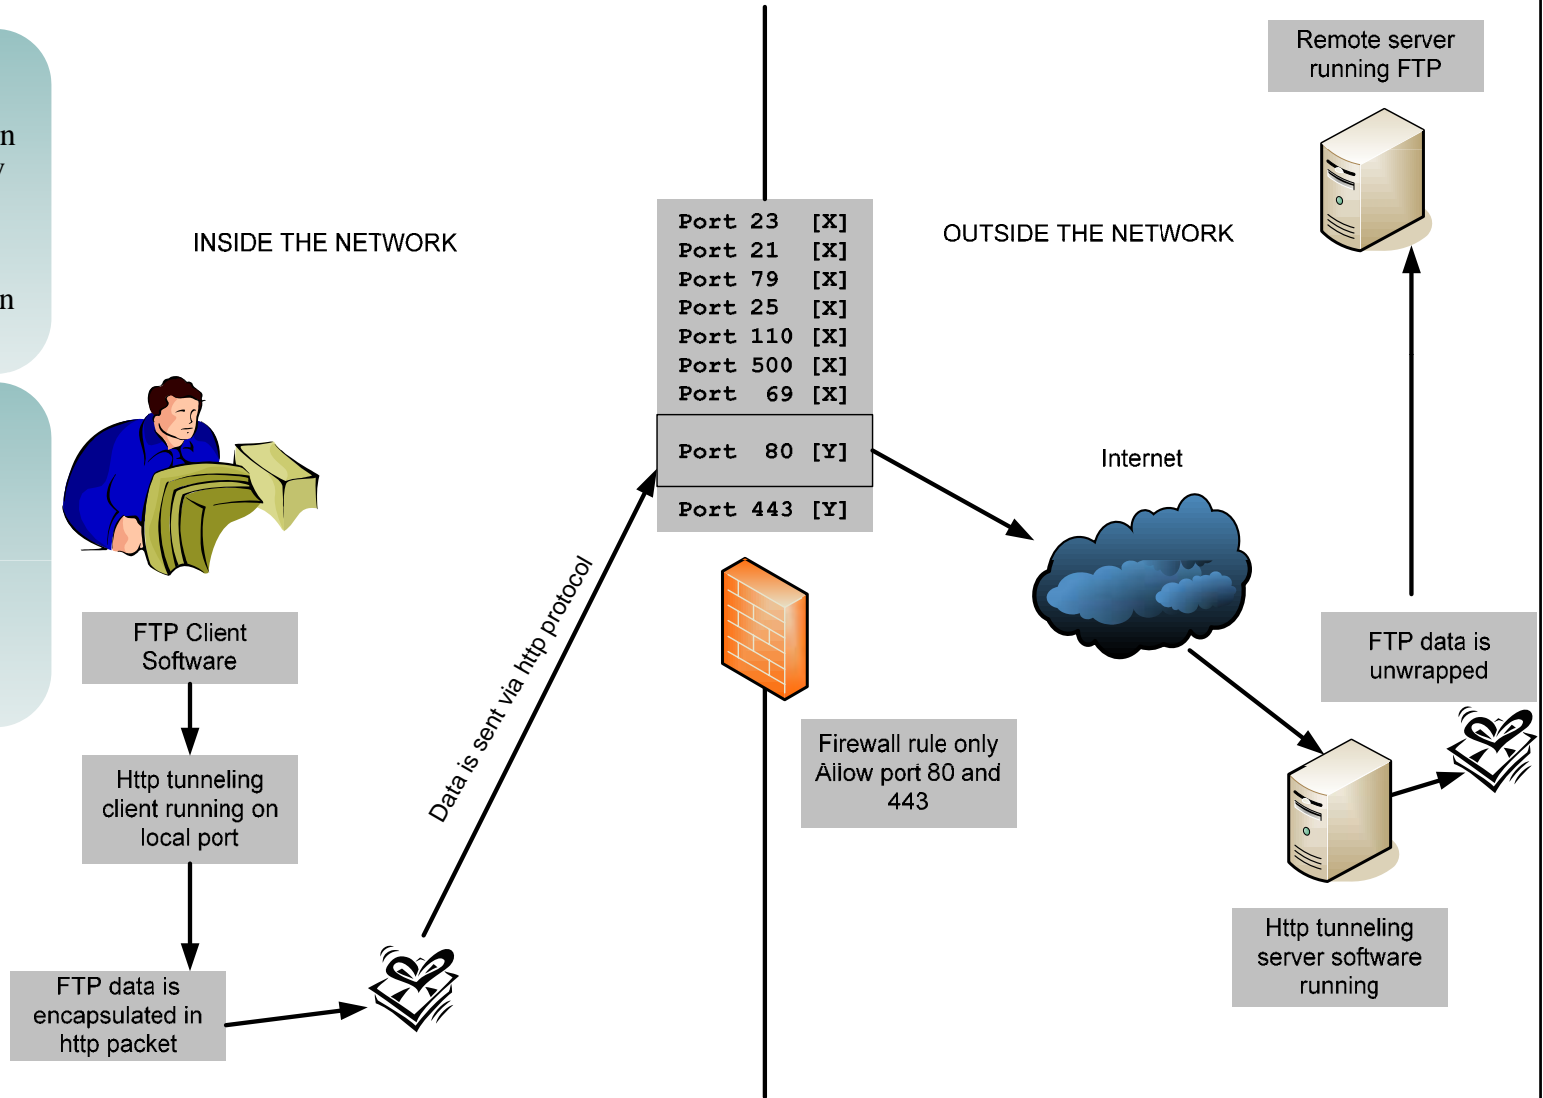 n
n
INSIDE THE NETWORK
FTP Client
Software
Http tunneling
client running on
local port
FTP data is
encapsulated in
http packet
Data is sent via http protocol
Port 23 [X]
Port 21 [X]
Port 79 [X]
Port 25 [X]
Port 110 [X]
Port 500 [X]
Port 69 [X]
Port 80 [Y]
Port 443 [Y]
Firewall rule only
Allow port 80 and
443
OUTSIDE THE NETWORK
Internet
Remote server
running FTP
FTP data is
unwrapped
Http tunneling
server software
running